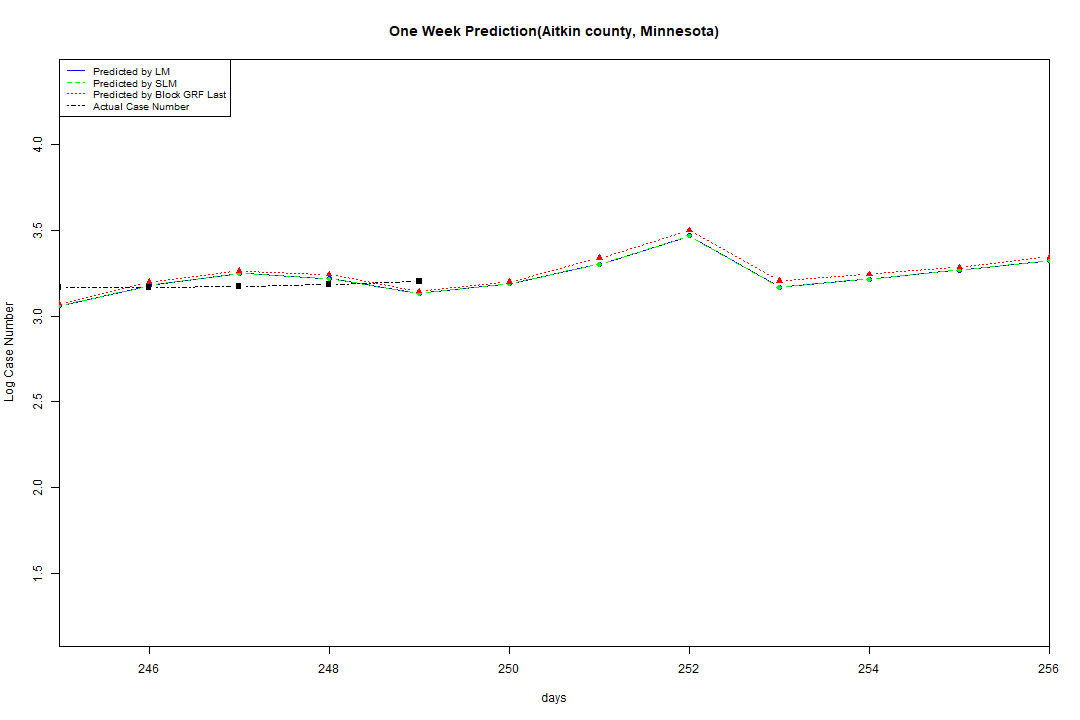 One Week Prediction(Aitkin county, Minnesota)
Predicted by LM
Predicted by SLM
Predicted by Block GRF Last
Actual Case Number
4.0
3.5
3.0
2.5
2.0
1.5
Log Case Number
246 248 250 252 254 256
days